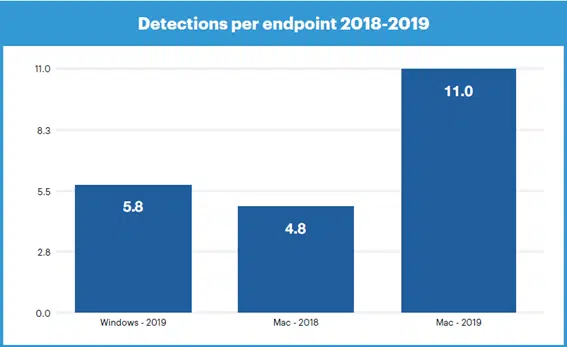 Detections per endpoint 2018-2019
11.0
8.3
5.5
2.8
0.0
5.8
4.8
11.0
Windows - 2019
Mac - 2018
Mac - 2019